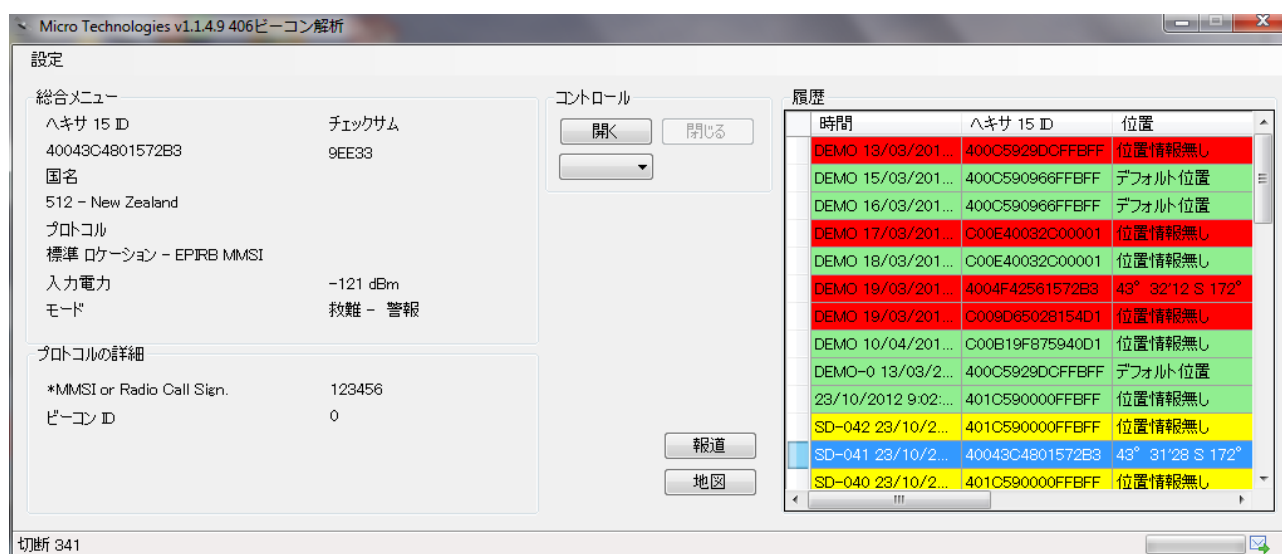 Micro Technologies v1.1.4.9 406ビーコン解析
設定
総合メニュー
ヘキサ 15 ID チェックサム
40043C4801572B3 9EE33
国名
512 - New Zealand
プロトコル
標準 ロケーション - EPIRB MMSI
入力電力 -121 dBm
モード 救難 - 警報
プロトコルの詳細
*MMSI or Radio Call Sign. 123456
ビーコン ID 0
コントロール
開く 閉じる
報道
地図
履歴
時間 ヘキサ 15 ID 位置
DEMO 13/03/201... 400C5929DCFFBFF 位置情報無し
DEMO 15/03/201... 400C590966FFBFF デフォルト位置
DEMO 16/03/201... 400C590966FFBFF デフォルト位置
DEMO 17/03/201... C00E40032C00001 位置情報無し
DEMO 18/03/201... C00E40032C00001 位置情報無し
DEMO 19/03/201... 4004F42561572B3 43° 32'12 S 172°
DEMO 19/03/201... C009D65028154D1 位置情報無し
DEMO 10/04/201... C00B19F875940D1 位置情報無し
DEMO-0 13/03/2... 400C5929DCFFBFF デフォルト位置
23/10/2012 9:02:... 401C590000FFBFF 位置情報無し
SD-042 23/10/2... 401C590000FFBFF 位置情報無し
SD-041 23/10/2... 40043C4801572B3 43° 31'28 S 172°
SD-040 23/10/2... 401C590000FFBFF 位置情報無し
切断 341